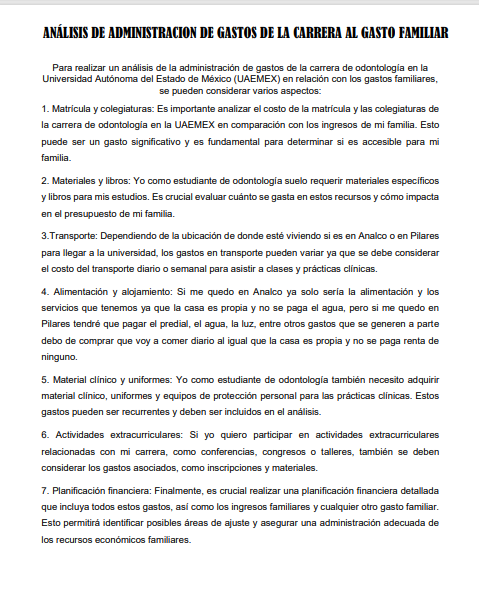 ANÁLISIS DE ADMINISTRACION DE GASTOS DE LA CARRERA AL GASTO FAMILIAR
Para realizar un análisis de la administración de gastos de la carrera de odontología en la
Universidad Autónoma del Estado de México (UAEMEX) en relación con los gastos familiares,
se pueden considerar varios aspectos:
1. Matrícula y colegiaturas: Es importante analizar el costo de la matrícula y las colegiaturas de
la carrera de odontología en la UAEMEX en comparación con los ingresos de mi familia. Esto
puede ser un gasto significativo y es fundamental para determinar si es accesible para mi
familia.
2. Materiales y libros: Yo como estudiante de odontología suelo requerir materiales específicos
y libros para mis estudios. Es crucial evaluar cuánto se gasta en estos recursos y cómo impacta
en el presupuesto de mi familia.
3.Transporte: Dependiendo de la ubicación de donde esté viviendo si es en Analco o en Pilares
para llegar a la universidad, los gastos en transporte pueden variar ya que se debe considerar
el costo del transporte diario o semanal para asistir a clases y prácticas clínicas.
4. Alimentación y alojamiento: Si me quedo en Analco ya solo sería la alimentación y los
servicios que tenemos ya que la casa es propia y no se paga el agua, pero si me quedo en
Pilares tendré que pagar el predial, el agua, la luz, entre otros gastos que se generen a parte
debo de comprar que voy a comer diario al igual que la casa es propia y no se paga renta de
ninguno.
5. Material clínico y uniformes: Yo como estudiante de odontología también necesito adquirir
material clínico, uniformes y equipos de protección personal para las prácticas clínicas. Estos
gastos pueden ser recurrentes y deben ser incluidos en el análisis.
6. Actividades extracurriculares: Si yo quiero participar en actividades extracurriculares
relacionadas con mi carrera, como conferencias, congresos o talleres, también se deben
considerar los gastos asociados, como inscripciones y materiales.
7. Planificación financiera: Finalmente, es crucial realizar una planificación financiera detallada
que incluya todos estos gastos, así como los ingresos familiares y cualquier otro gasto familiar.
Esto permitirá identificar posibles áreas de ajuste y asegurar una administración adecuada de
los recursos económicos familiares.